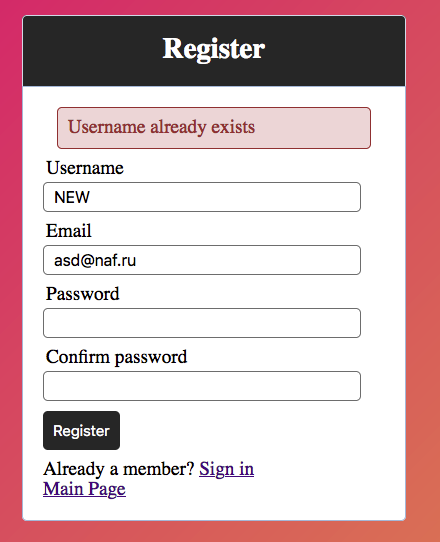 Register
Username already exists
Username
NEW
Email
asd@naf.ru
Password
Confirm password
Register
Already a member? Sign in
Main Page